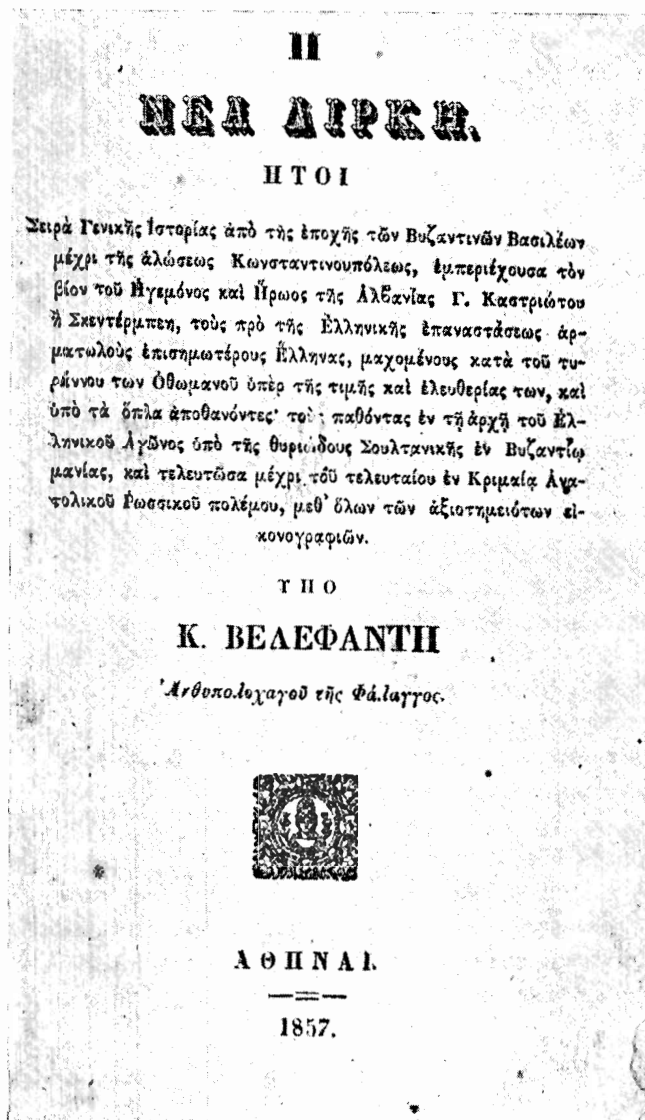 Η
ΝΕΑ ΔΙΡΚΗ.
ΗΤΟΙ
Σειρὰ Γενικῆς Ἱστορίας ἀπὸ τῆς ἐποχῆς τῶν Βυζαντινῶν Βασιλέων
μέχρι τῆς ἁλώσεως Κωνσταντινουπόλεως, ἐμπεριέχουσα τὸν
βίον τοῦ Ἡγεμόνος καὶ Ἥρωος τῆς Ἀλβανίας Γ. Καστριώτου
ἢ Σκεντέρμπεη, τοὺς πρὸ τῆς Ἑλληνικῆς ἐπαναστάσεως ἁρ-
ματωλοὺς ἐπισημωτέρους Ἕλληνας, μαχομένους κατὰ τοῦ τυ-
ράννου των Ὀθωμανοῦ ὑπὲρ τῆς τιμῆς καὶ ἐλευθερίας των, καὶ
ὑπὸ τὰ ὅπλα ἀποθανόντες· παθόντας ἐν τῇ ἀρχῇ τοῦ Ἑλ-
ληνικοῦ Ἀγῶνος ὑπὸ τῆς θυριώδους Σουλτανικῆς ἐν Βυζαντίῳ
μανίας, καὶ τελευτῶσα μέχρι τοῦ τελευταίου ἐν Κριμαίᾳ Ἀνα-
τολικοῦ Ῥωσσικοῦ πολέμου, μεθ' ὅλων τῶν ἀξιοτημειότων εἰ-
κονογραφιῶν.
ΥΠΟ
Κ. ΒΕΛΕΦΑΝΤΗ
Ἀνθυπολοχαγοῦ τῆς Φάλαγγος.
ΑΘΗΝΑΙ.
1857.